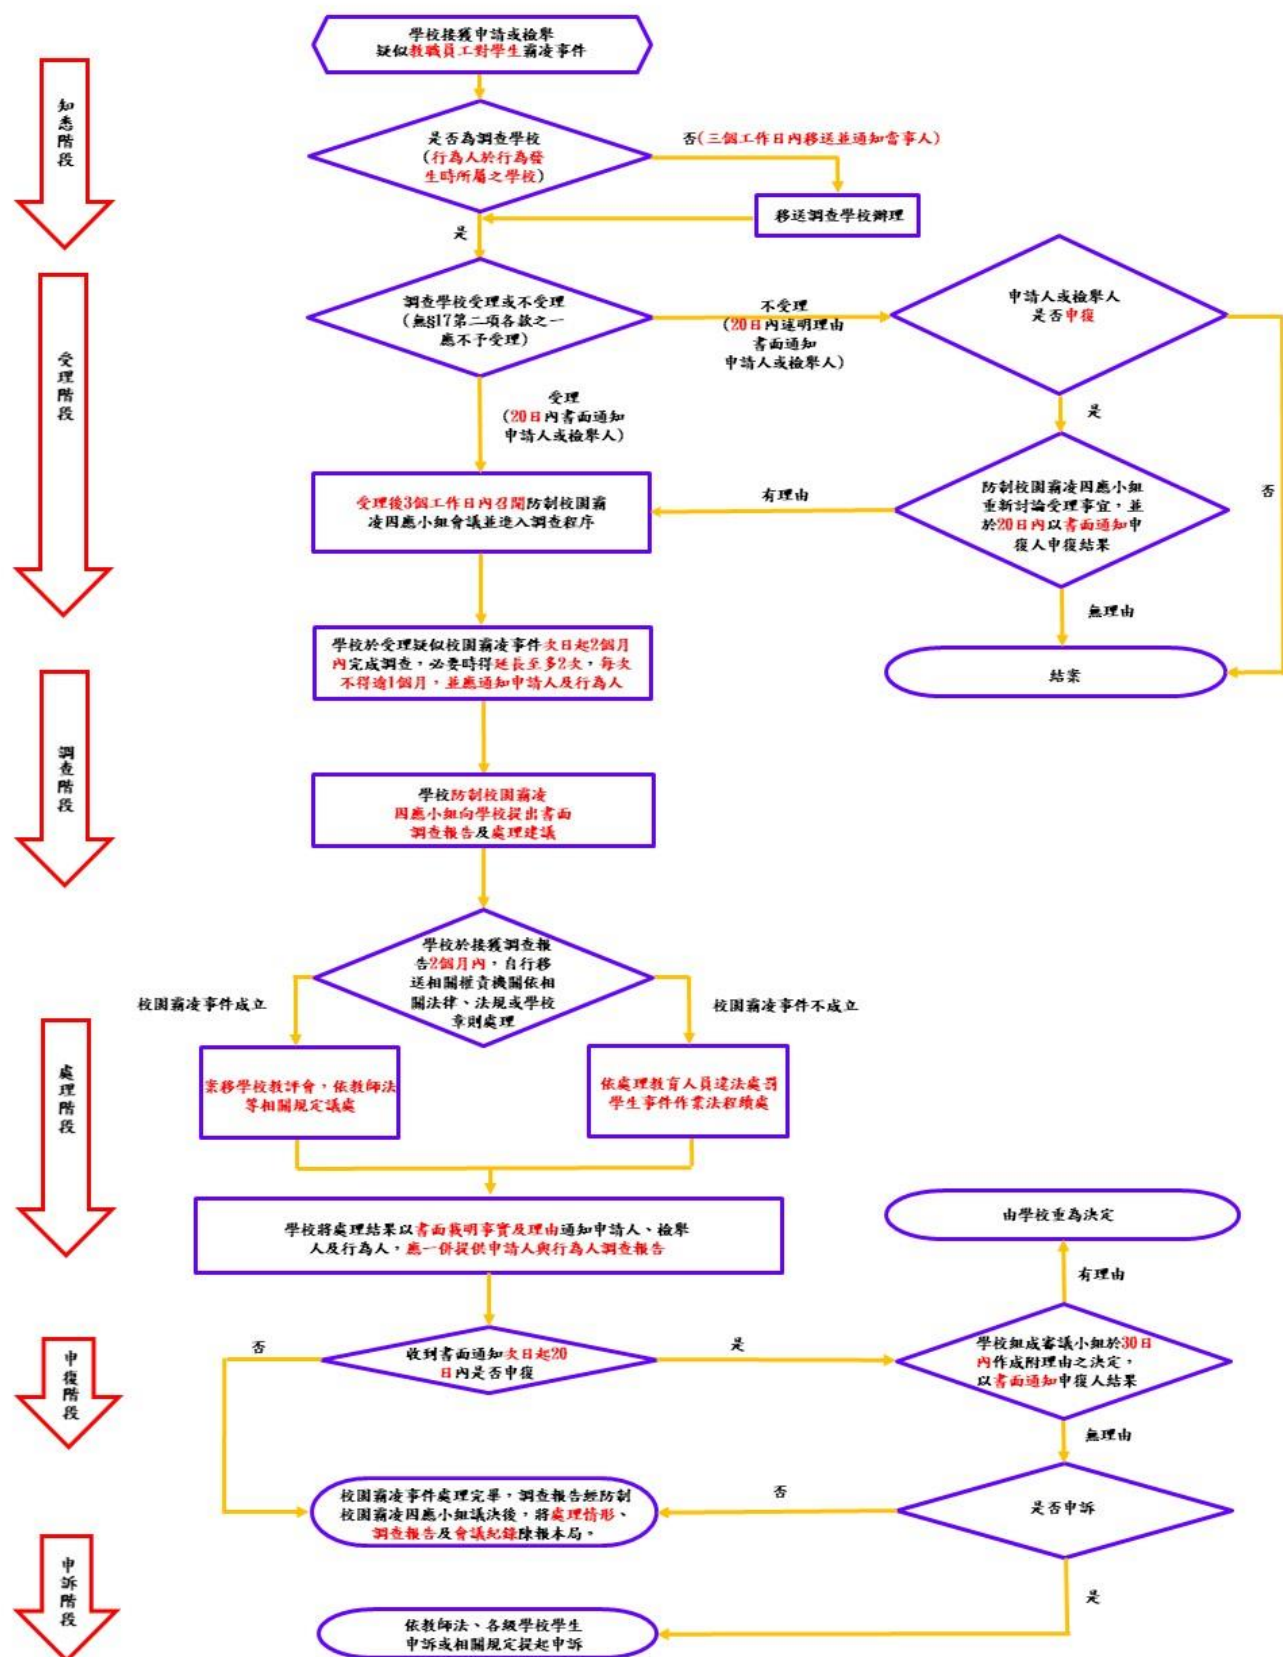 學校接獲申請或檢舉
疑似教職員工對學生霸凌事件
知悉階段
是否為調查學校
(行為人於行為發
生時所屬之學校)
否(三個工作日內移送並通知當事人)
移送調查學校辦理
是
受理階段
調查學校受理或不受理
(無§17第二項各款之一
應不予受理)
不受理
(20日內述明理由
書面通知
申請人或檢舉人)
申請人或檢舉人
是否申復
受理
(20日內書面通知
申請人或檢舉人)
是
否
受理後3個工作日內召開防制校園霸
凌因應小組會議並進入調查程序
有理由
防制校園霸凌因應小組
重新討論受理事宜，並
於20日內以書面通知申
復人申復結果
無理由
結案
學校於受理疑似校園霸凌事件次日起2個月
內完成調查，必要時得延長至多2次，每次
不得逾1個月，並應通知申請人及行為人
調查階段
學校防制校園霸凌
因應小組向學校提出書面
調查報告及處理建議
學校於接獲調查報
告2個月內，自行移
送相關權責機關依相
關法律、法規或學校
章則處理
校園霸凌事件成立
校園霸凌事件不成立
處理階段
案移學校教評會，依教師法
等相關規定議處
依處理教育人員違法處罰
學生事件作業法程續處
學校將處理結果以書面載明事實及理由通知申請人、檢舉
人及行為人，應一併提供申請人與行為人調查報告
由學校重為決定
有理由
申復階段
否
收到書面通知次日起20
日內是否申復
是
學校組成審議小組於30日
內作成附理由之決定，
以書面通知申復人結果
無理由
校園霸凌事件處理完畢，調查報告經防制
校園霸凌因應小組議決後，將處理情形、
調查報告及會議紀錄陳報本局。
否
是否申訴
申訴階段
是
依教師法、各級學校學生
申訴或相關規定提起申訴